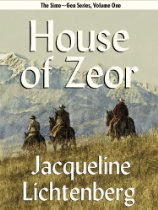 The Sime~Gen Series, Volume One
House
of Zeor
Jacqueline
Lichtenberg